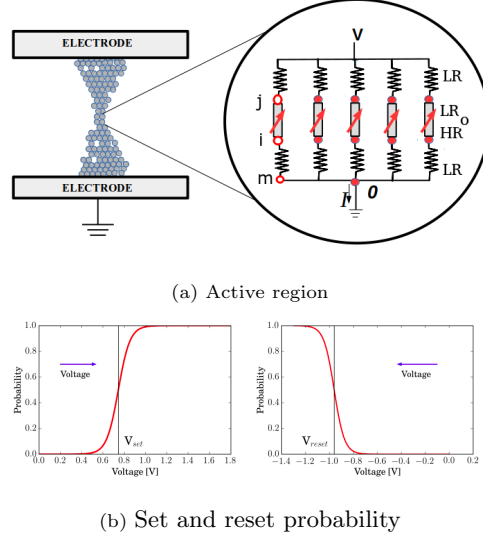 ELECTRODE
ELECTRODE
V
LR
j
LR
o
i
HR
m
LR
I
0
(a) Active region
1.0
0.8
0.6
0.4
0.2
0.0
Probability
Voltage
V_set
0.0 0.2 0.4 0.6 0.8 1.0 1.2 1.4 1.6 1.8
Voltage [V]
1.0
0.8
0.6
0.4
0.2
0.0
Probability
Voltage
V_reset
−1.4 −1.2 −1.0 −0.8 −0.6 −0.4 −0.2 0.0 0.2
Voltage [V]
(b) Set and reset probability